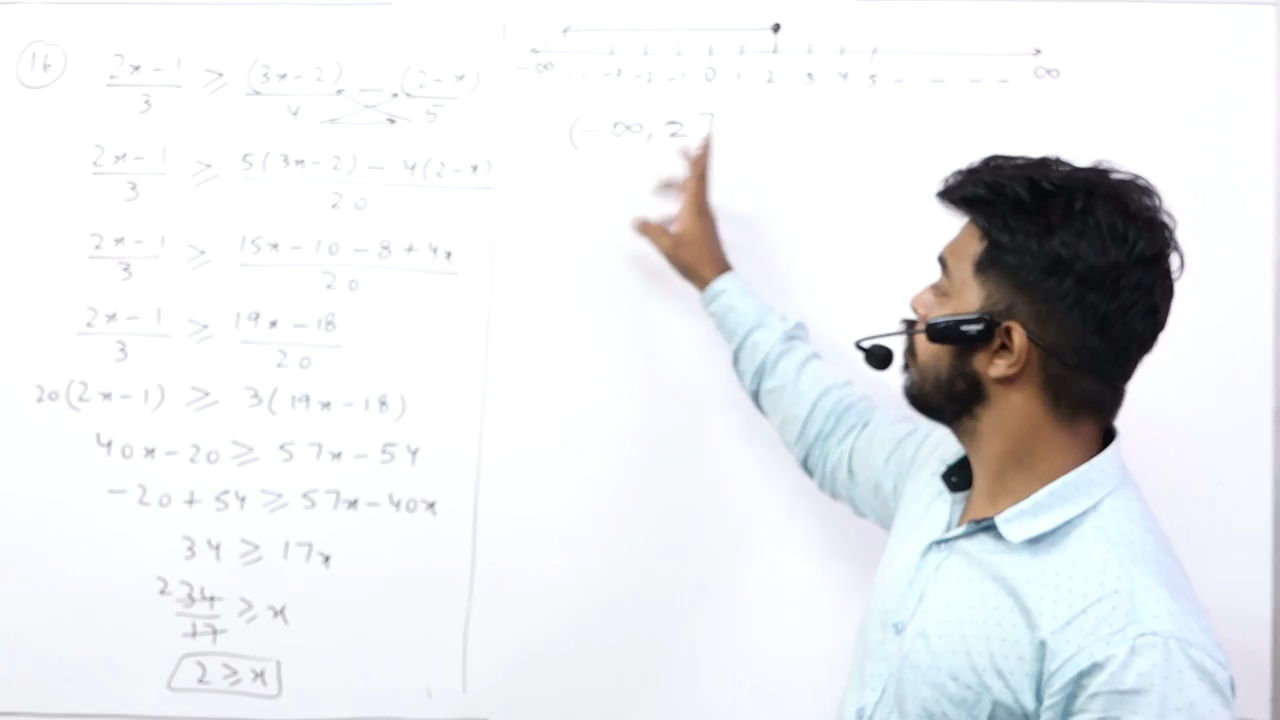 16
(2x-1)/3 ≥ (3x-2)/4 - (2-x)/5
(2x-1)/3 ≥ (5(3x-2) - 4(2-x))/20
(2x-1)/3 ≥ (15x-10-8+4x)/20
(2x-1)/3 ≥ (19x-18)/20
20(2x-1) ≥ 3(19x-18)
40x-20 ≥ 57x-54
-20+54 ≥ 57x-40x
34 ≥ 17x
2 34/17 ≥ x
2 ≥ x
-∞ -- -3 -2 -1 0 1 2 3 4 5 - - - - ∞
(-∞, 2]